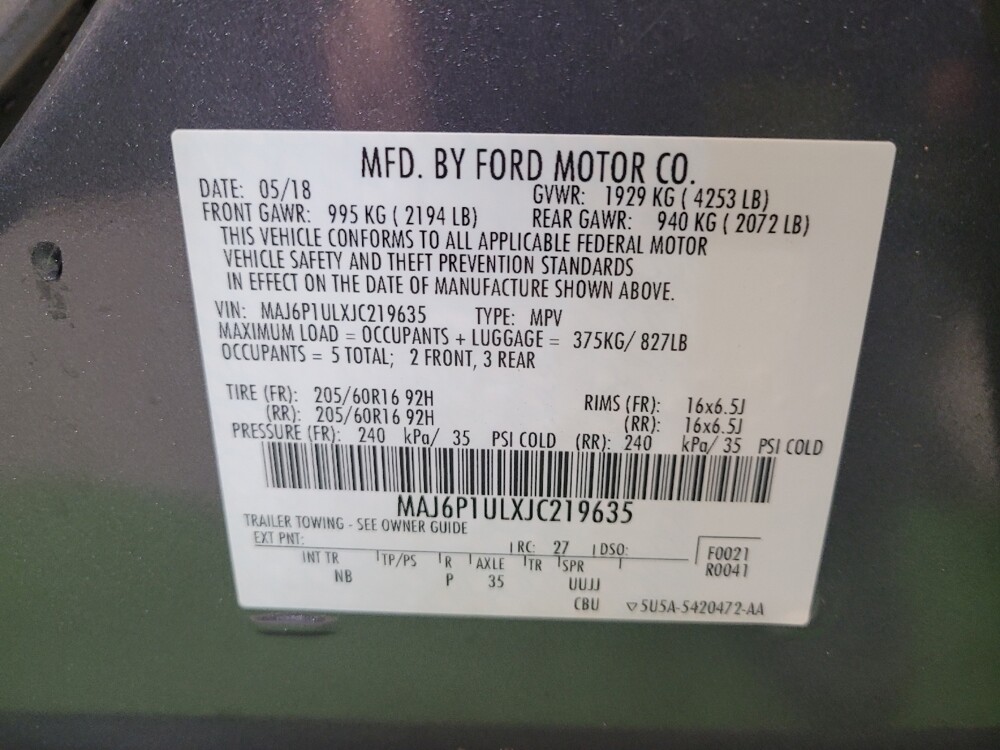 MFD. BY FORD MOTOR CO.
DATE: 05/18 GVWR: 1929 KG ( 4253 LB)
FRONT GAWR: 995 KG ( 2194 LB) REAR GAWR: 940 KG ( 2072 LB)
THIS VEHICLE CONFORMS TO ALL APPLICABLE FEDERAL MOTOR
VEHICLE SAFETY AND THEFT PREVENTION STANDARDS
IN EFFECT ON THE DATE OF MANUFACTURE SHOWN ABOVE.
VIN: MAJ6P1ULXJC219635 TYPE: MPV
MAXIMUM LOAD = OCCUPANTS + LUGGAGE = 375KG/ 827LB
OCCUPANTS = 5 TOTAL; 2 FRONT, 3 REAR
TIRE (FR): 205/60R16 92H RIMS (FR): 16x6.5J
(RR): 205/60R16 92H (RR): 16x6.5J
PRESSURE (FR): 240 kPa/ 35 PSI COLD (RR): 240 kPa/ 35 PSI COLD
MAJ6P1ULXJC219635
TRAILER TOWING - SEE OWNER GUIDE
EXT PNT: RC: 27 DSO: F0021
INT TR TP/PS R AXLE TR SPR R0041
NB P 35 UUJJ
CBU ▽5U5A-5420472-AA